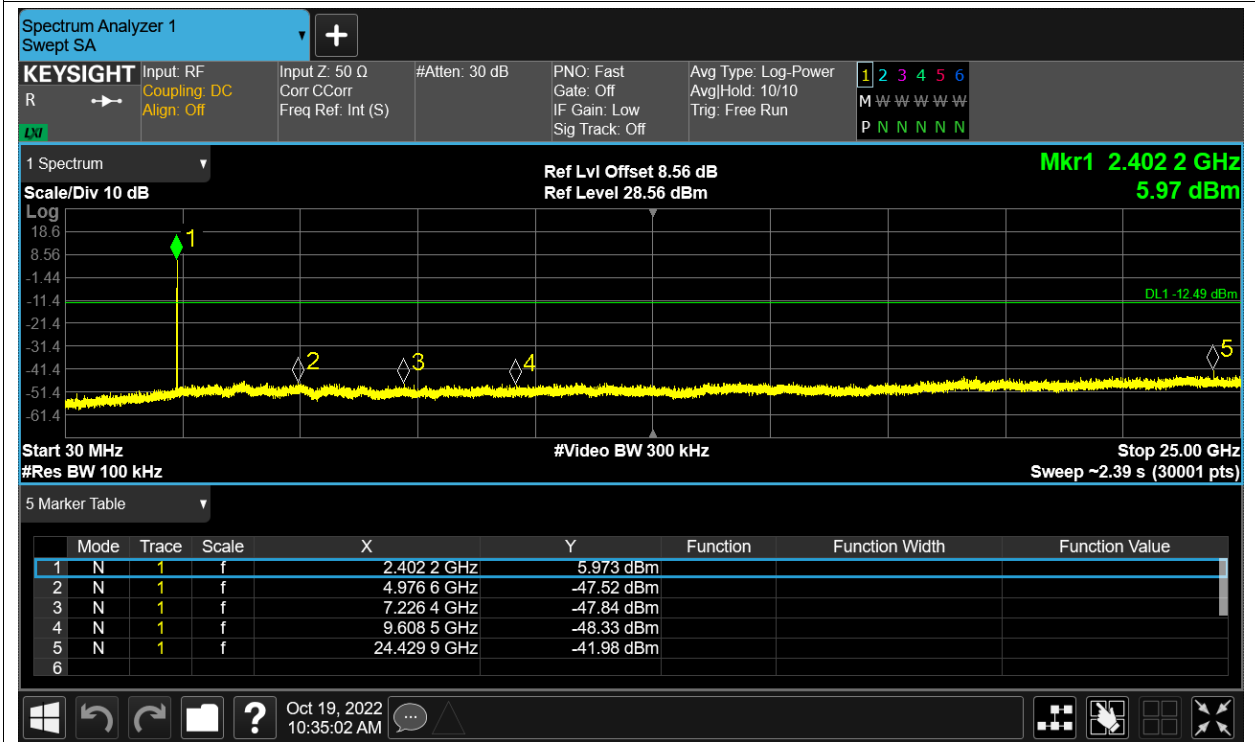 Spectrum Analyzer 1
Swept SA
KEYSIGHT
R
LXI
Input: RF
Coupling: DC
Align: Off
Input Z: 50 Ω
Corr CCorr
Freq Ref: Int (S)
#Atten: 30 dB
PNO: Fast
Gate: Off
IF Gain: Low
Sig Track: Off
Avg Type: Log-Power
Avg|Hold: 10/10
Trig: Free Run
1 2 3 4 5 6
M W W W W W
P N N N N N
1 Spectrum
Scale/Div 10 dB
Ref Lvl Offset 8.56 dB
Ref Level 28.56 dBm
Mkr1 2.402 2 GHz
5.97 dBm
Log
18.6
8.56
-1.44
-11.4
-21.4
-31.4
-41.4
-51.4
-61.4
1
DL1 -12.49 dBm
2
3
4
5
Start 30 MHz
#Res BW 100 kHz
#Video BW 300 kHz
Stop 25.00 GHz
Sweep ~2.39 s (30001 pts)
5 Marker Table
Mode Trace Scale X Y Function Function Width Function Value
1 N 1 f 2.402 2 GHz 5.973 dBm
2 N 1 f 4.976 6 GHz -47.52 dBm
3 N 1 f 7.226 4 GHz -47.84 dBm
4 N 1 f 9.608 5 GHz -48.33 dBm
5 N 1 f 24.429 9 GHz -41.98 dBm
6
?
Oct 19, 2022
10:35:02 AM